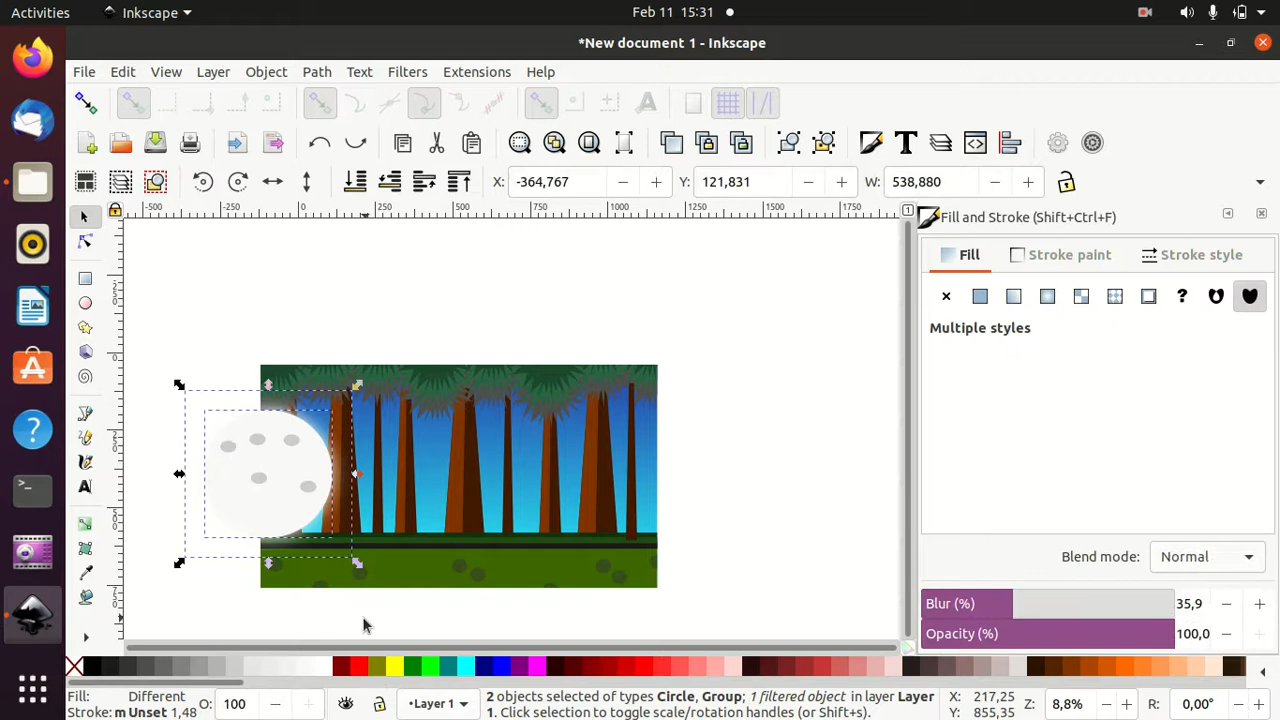 Activities
Inkscape
Feb 11 15:31
*New document 1 - Inkscape
File Edit View Layer Object Path Text Filters Extensions Help
X: -364,767 Y: 121,831 W: 538,880
-500 -250 0 250 500 750 1000 1250 1500 1750
1
Fill and Stroke (Shift+Ctrl+F)
Fill Stroke paint Stroke style
Multiple styles
Blend mode: Normal
Blur (%) 35,9
Opacity (%) 100,0
Fill: Different
Stroke: m Unset 1,48
O: 100
•Layer 1
2 objects selected of types Circle, Group; 1 filtered object in layer Layer
1. Click selection to toggle scale/rotation handles (or Shift+s).
X: 217,25
Y: 855,35
Z: 8,8%
R: 0,00°